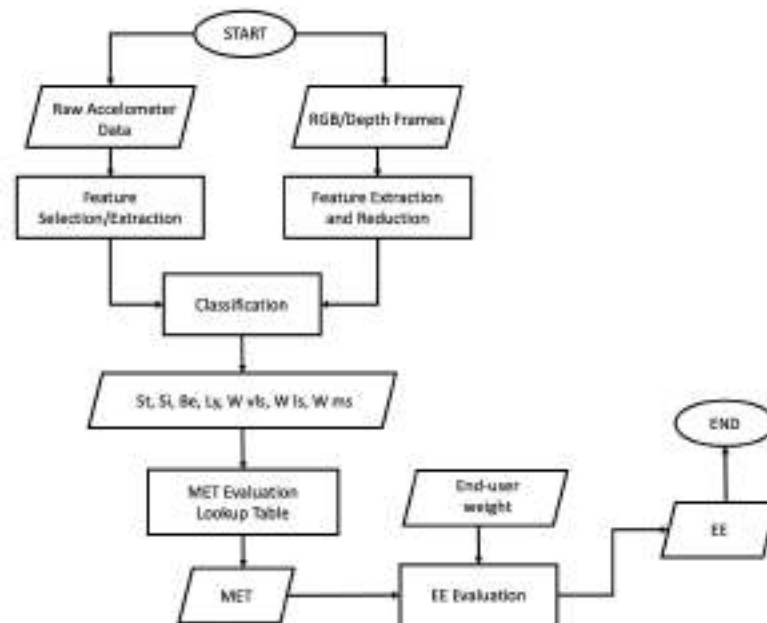 START
Raw Accelometer
Data
RGB/Depth Frames
Feature
Selection/Extraction
Feature Extraction
and Reduction
Classification
St, Si, Be, Ly, W vls, W ls, W ms
MET Evaluation
Lookup Table
End-user
weight
END
EE
MET
EE Evaluation